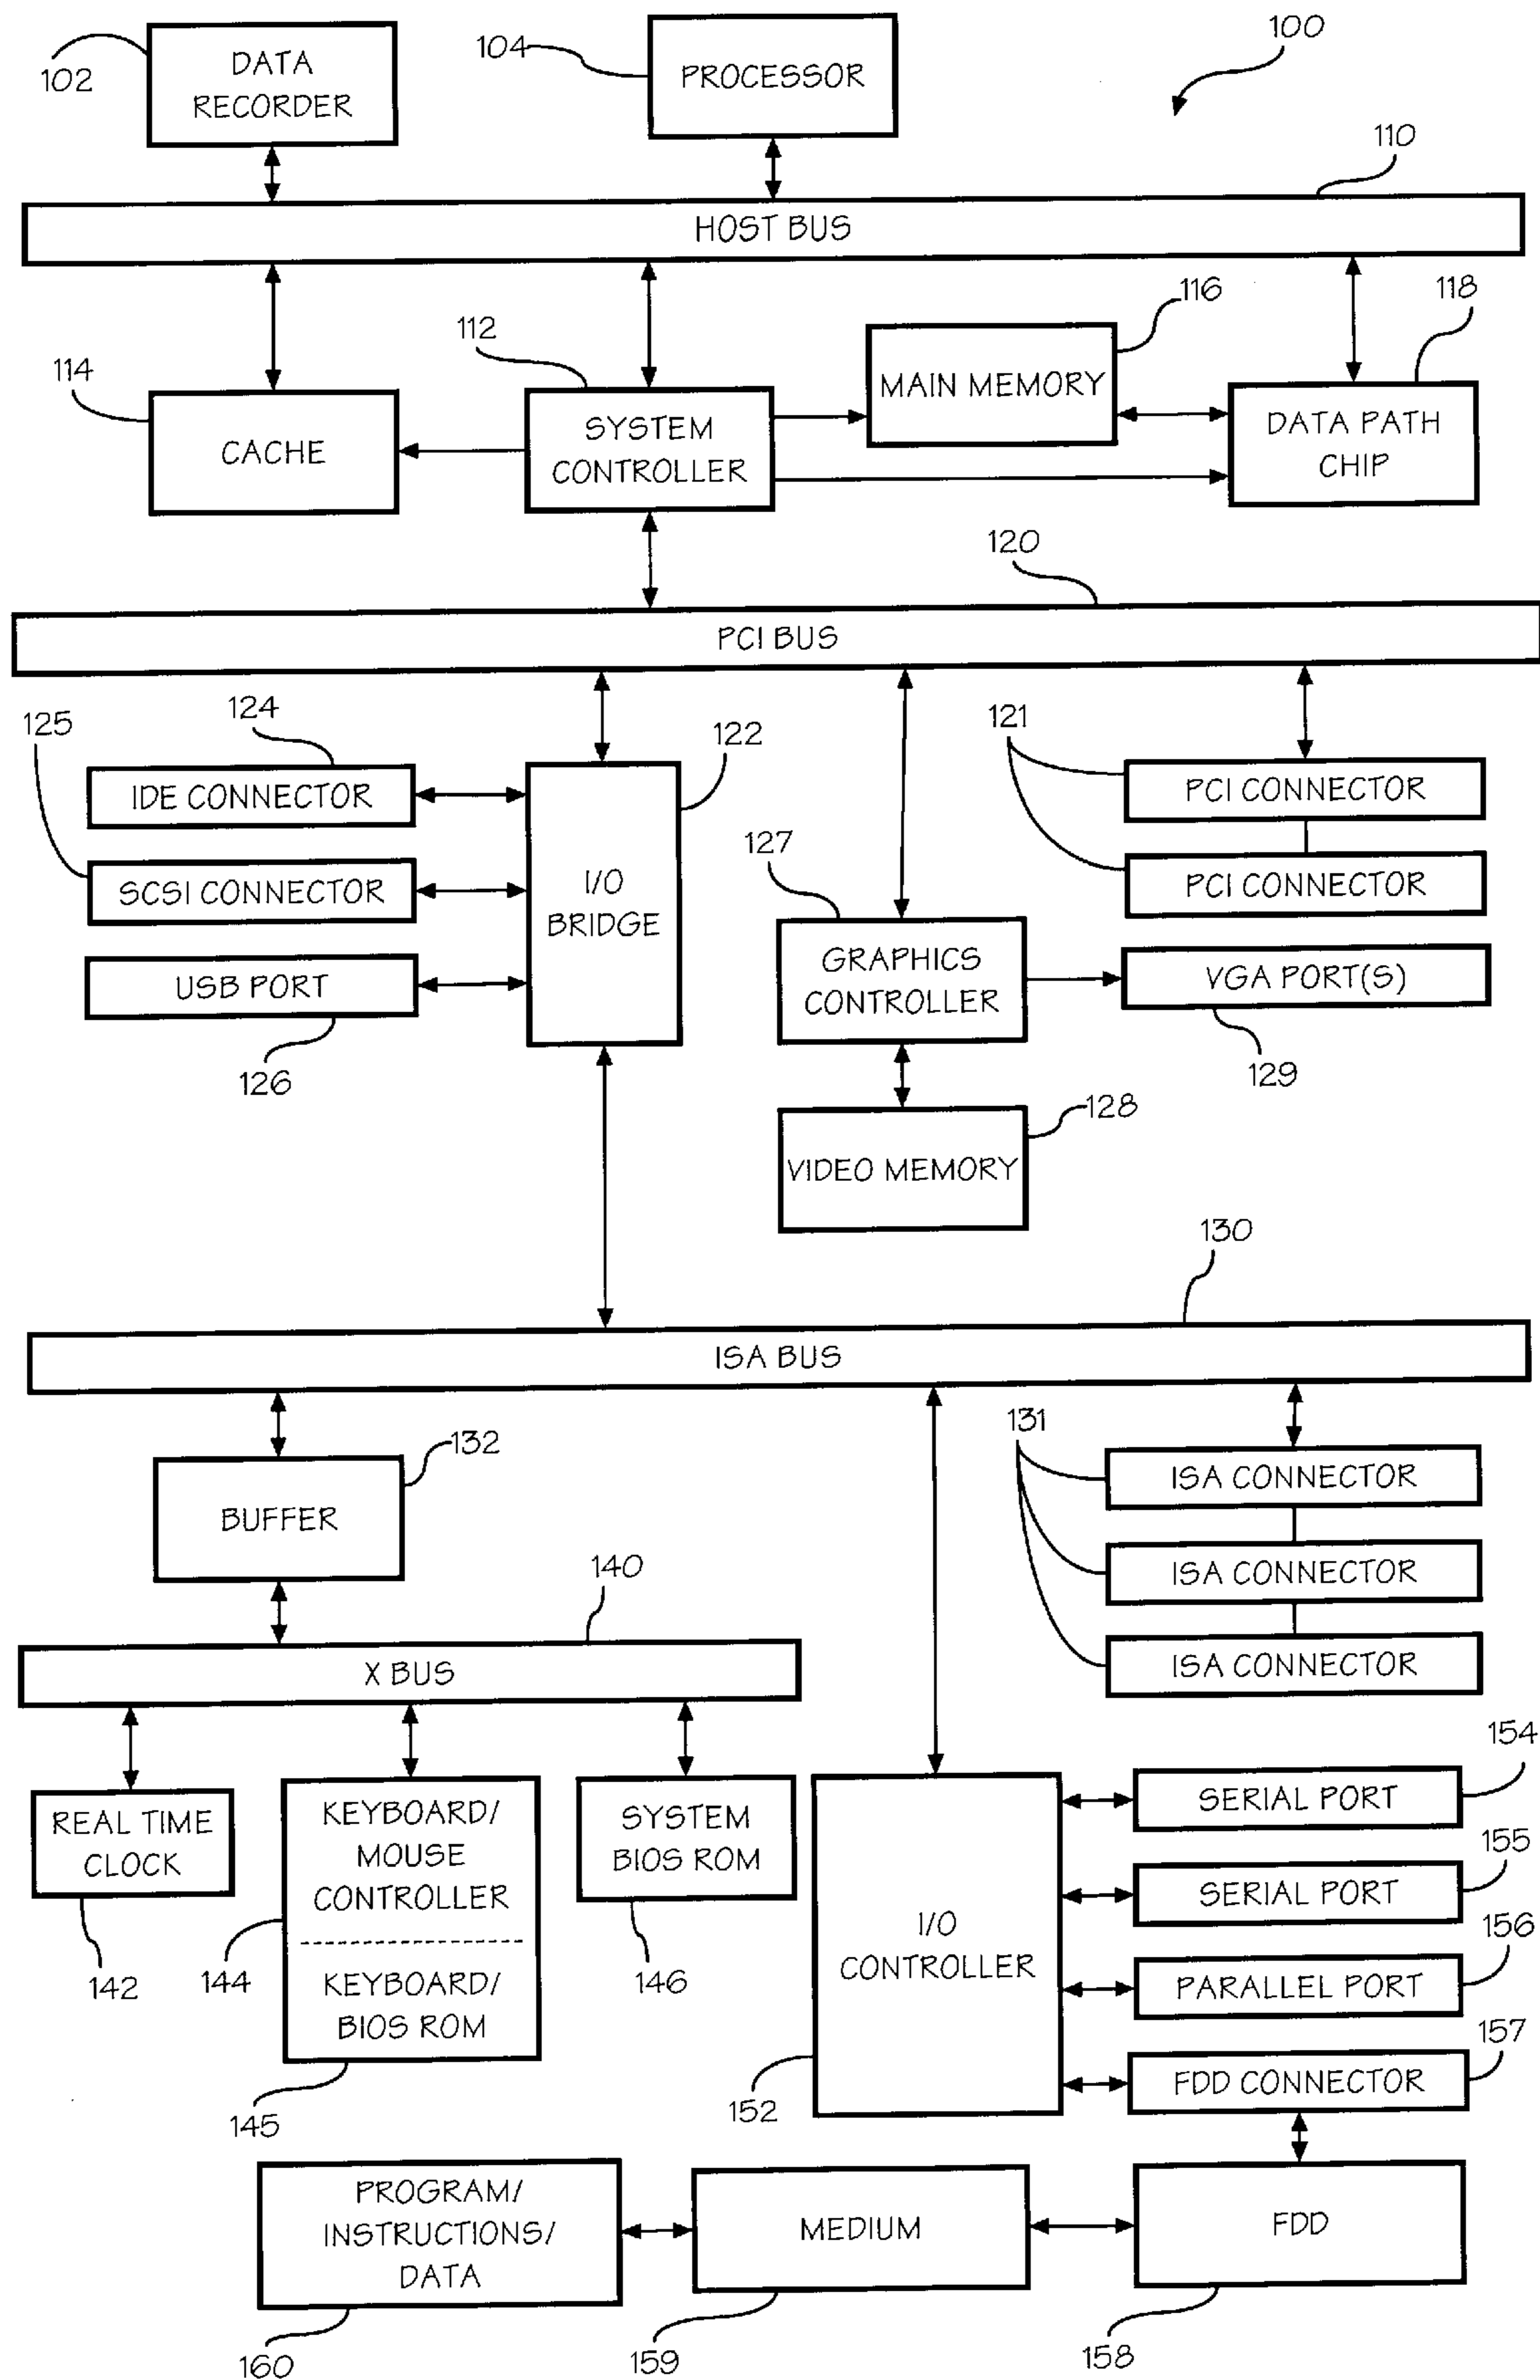 100
102
DATA
RECORDER
104
PROCESSOR
110
HOST BUS
112
114
116
118
CACHE
SYSTEM
CONTROLLER
MAIN MEMORY
DATA PATH
CHIP
120
PCI BUS
124
125
122
121
IDE CONNECTOR
SCSI CONNECTOR
USB PORT
126
I/O
BRIDGE
127
GRAPHICS
CONTROLLER
PCI CONNECTOR
PCI CONNECTOR
VGA PORT(S)
129
128
VIDEO MEMORY
130
ISA BUS
132
BUFFER
131
ISA CONNECTOR
ISA CONNECTOR
ISA CONNECTOR
140
X BUS
REAL TIME
CLOCK
142
KEYBOARD/
MOUSE
CONTROLLER
144
KEYBOARD/
BIOS ROM
145
SYSTEM
BIOS ROM
146
I/O
CONTROLLER
152
154
SERIAL PORT
155
SERIAL PORT
156
PARALLEL PORT
157
FDD CONNECTOR
PROGRAM/
INSTRUCTIONS/
DATA
160
MEDIUM
159
FDD
158